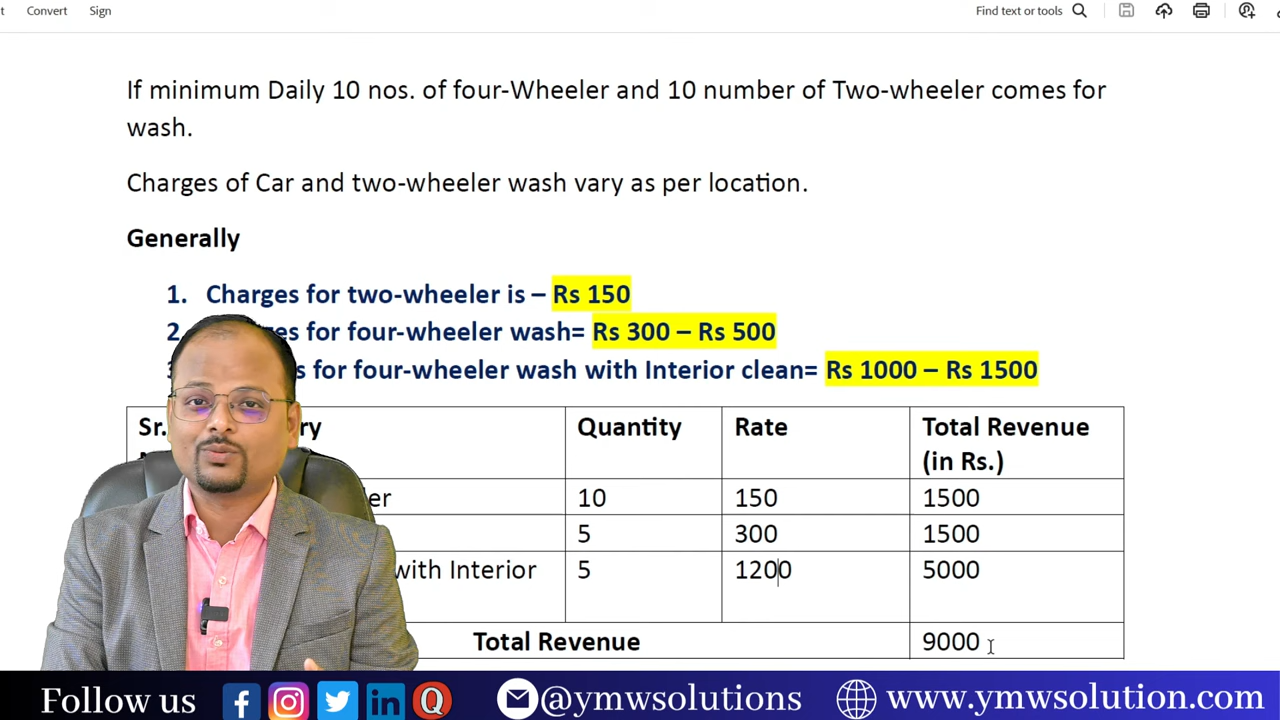 Convert Sign Find text or tools
If minimum Daily 10 nos. of four-Wheeler and 10 number of Two-wheeler comes for
wash.
Charges of Car and two-wheeler wash vary as per location.
Generally
1. Charges for two-wheeler is – Rs 150
2. for four-wheeler wash= Rs 300 – Rs 500
for four-wheeler wash with Interior clean= Rs 1000 – Rs 1500
Sr. Quantity Rate Total Revenue
(in Rs.)
10 150 1500
5 300 1500
with Interior 5 1200 5000
Total Revenue 9000
Follow us @ymwsolutions www.ymwsolution.com